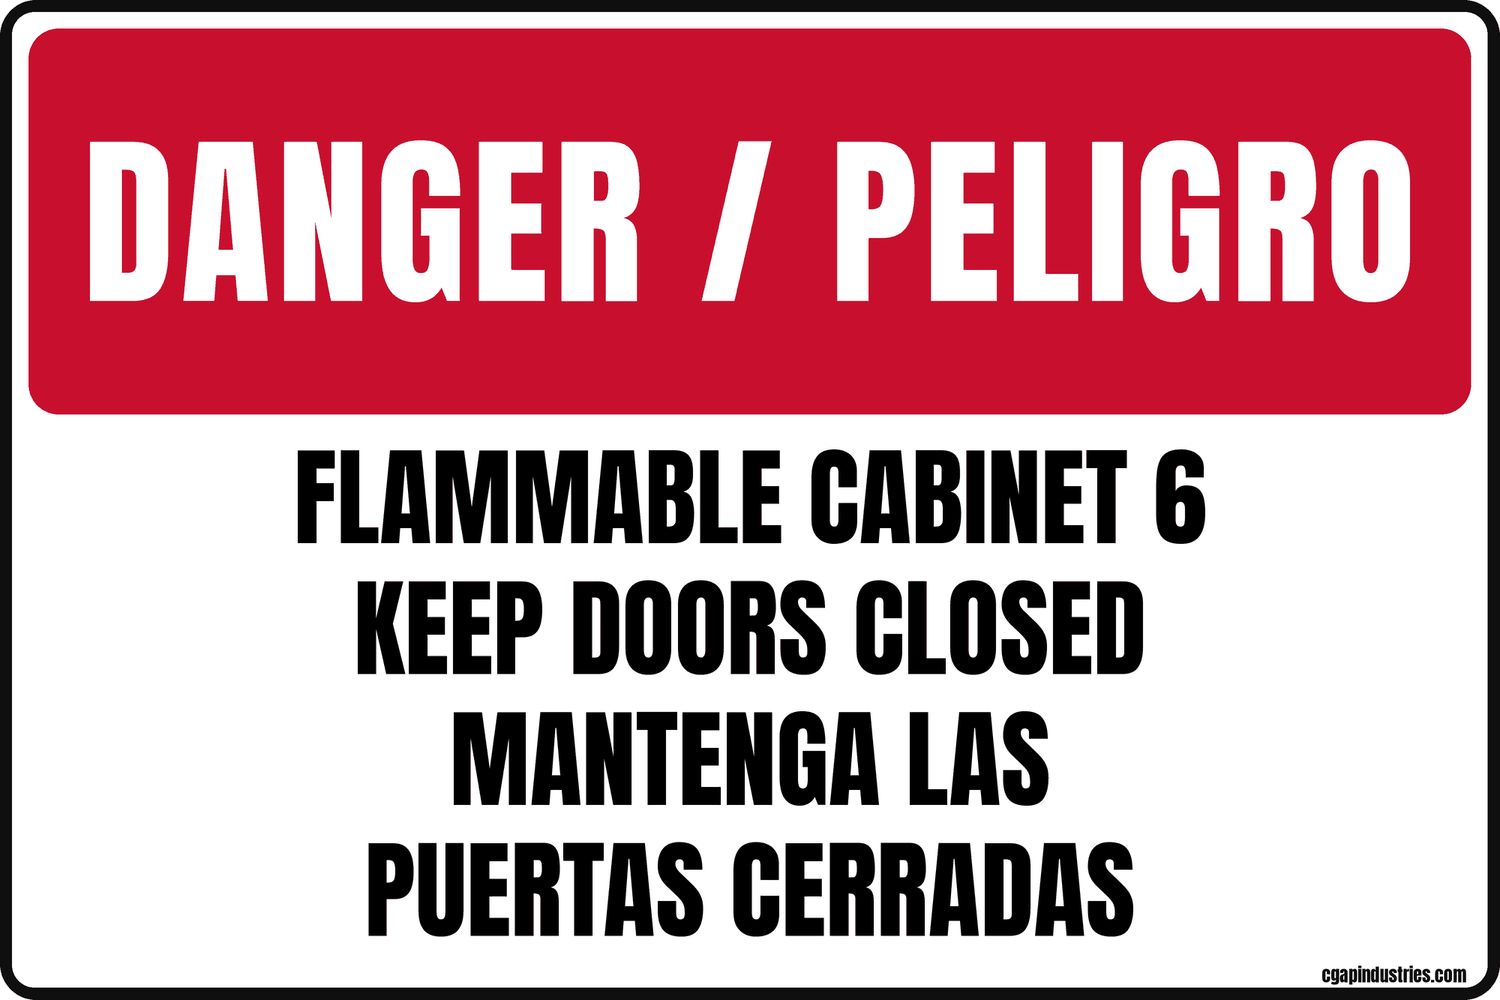 DANGER / PELIGRO
FLAMMABLE CABINET 6
KEEP DOORS CLOSED
MANTENGA LAS
PUERTAS CERRADAS
cgapindustries.com